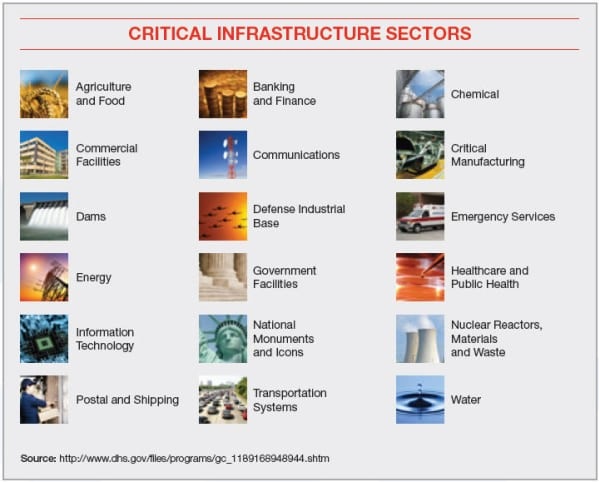 CRITICAL INFRASTRUCTURE SECTORS
Agriculture
and Food
Banking
and Finance
Chemical
Commercial
Facilities
Communications
Critical
Manufacturing
Dams
Defense Industrial
Base
Emergency Services
Energy
Government
Facilities
Healthcare and
Public Health
Information
Technology
National
Monuments
and Icons
Nuclear Reactors,
Materials
and Waste
Postal and Shipping
Transportation
Systems
Water
Source: http://www.dhs.gov/files/programs/gc_1189168948944.shtm